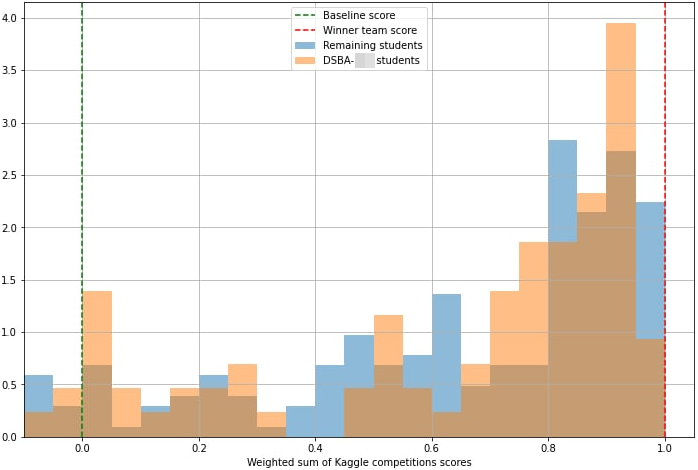 4.0
3.5
3.0
2.5
2.0
1.5
1.0
0.5
0.0
Baseline score
Winner team score
Remaining students
DSBA- students
0.0 0.2 0.4 0.6 0.8 1.0
Weighted sum of Kaggle competitions scores